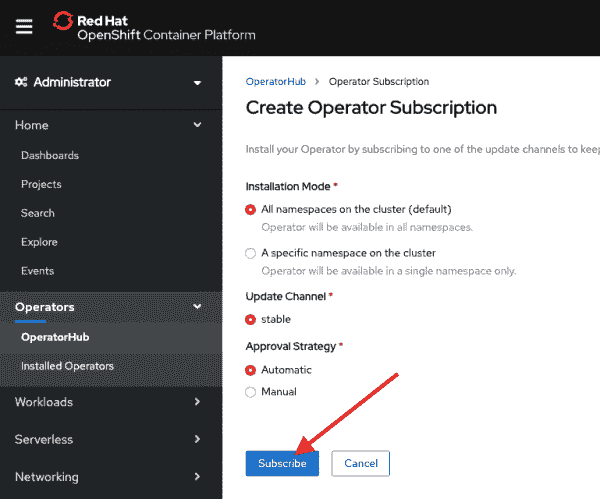 Red Hat
OpenShift Container Platform
Administrator
Home
Dashboards
Projects
Search
Explore
Events
Operators
OperatorHub
Installed Operators
Workloads
Serverless
Networking
OperatorHub > Operator Subscription
Create Operator Subscription
Install your Operator by subscribing to one of the update channels to keep
Installation Mode *
All namespaces on the cluster (default)
Operator will be available in all namespaces.
A specific namespace on the cluster
Operator will be available in a single namespace only.
Update Channel *
stable
Approval Strategy *
Automatic
Manual
Subscribe
Cancel